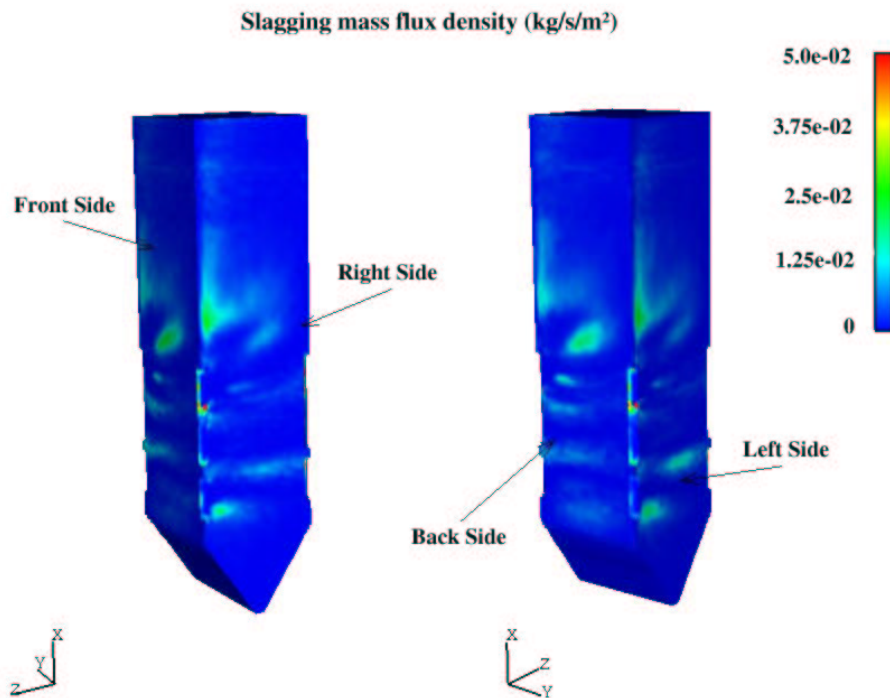 Slagging mass flux density (kg/s/m²)
5.0e-02
3.75e-02
2.5e-02
1.25e-02
0
Front Side
Right Side
Left Side
Back Side
X
Y
Z
X
Z
Y